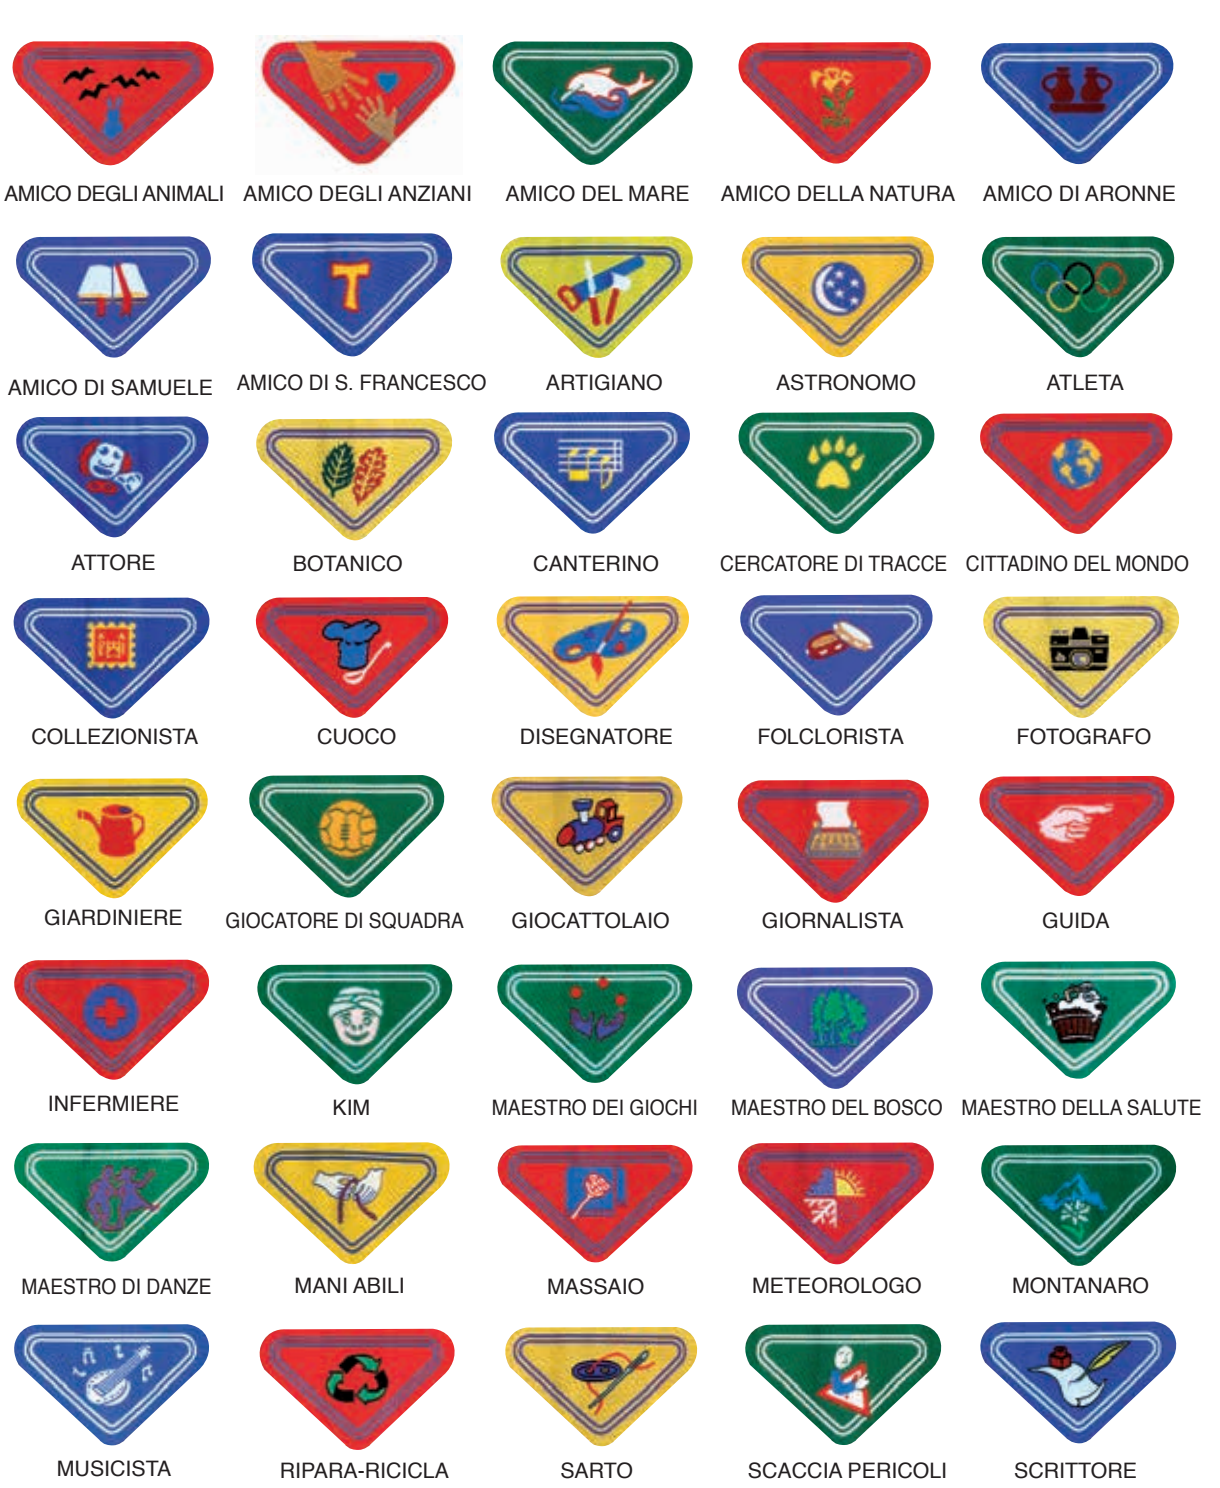 AMICO DEGLI ANIMALI AMICO DEGLI ANZIANI AMICO DEL MARE AMICO DELLA NATURA AMICO DI ARONNE
AMICO DI SAMUELE AMICO DI S. FRANCESCO ARTIGIANO ASTRONOMO ATLETA
ATTORE BOTANICO CANTERINO CERCATORE DI TRACCE CITTADINO DEL MONDO
COLLEZIONISTA CUOCO DISEGNATORE FOLCLORISTA FOTOGRAFO
GIARDINIERE GIOCATORE DI SQUADRA GIOCATTOLAIO GIORNALISTA GUIDA
INFERMIERE KIM MAESTRO DEI GIOCHI MAESTRO DEL BOSCO MAESTRO DELLA SALUTE
MAESTRO DI DANZE MANI ABILI MASSAIO METEOROLOGO MONTANARO
MUSICISTA RIPARA-RICICLA SARTO SCACCIA PERICOLI SCRITTORE